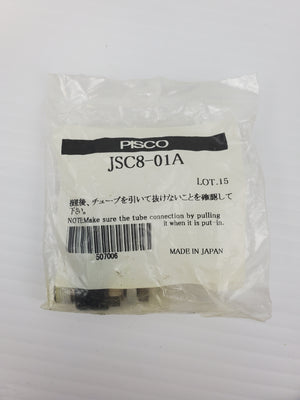 PISCO
JSC8-01A
LOT.15
接続後、チューブを引いて抜けないことを確認して
下さい。
NOTE:Make sure the tube connection by pulling
it when it is put-in.
507006
MADE IN JAPAN